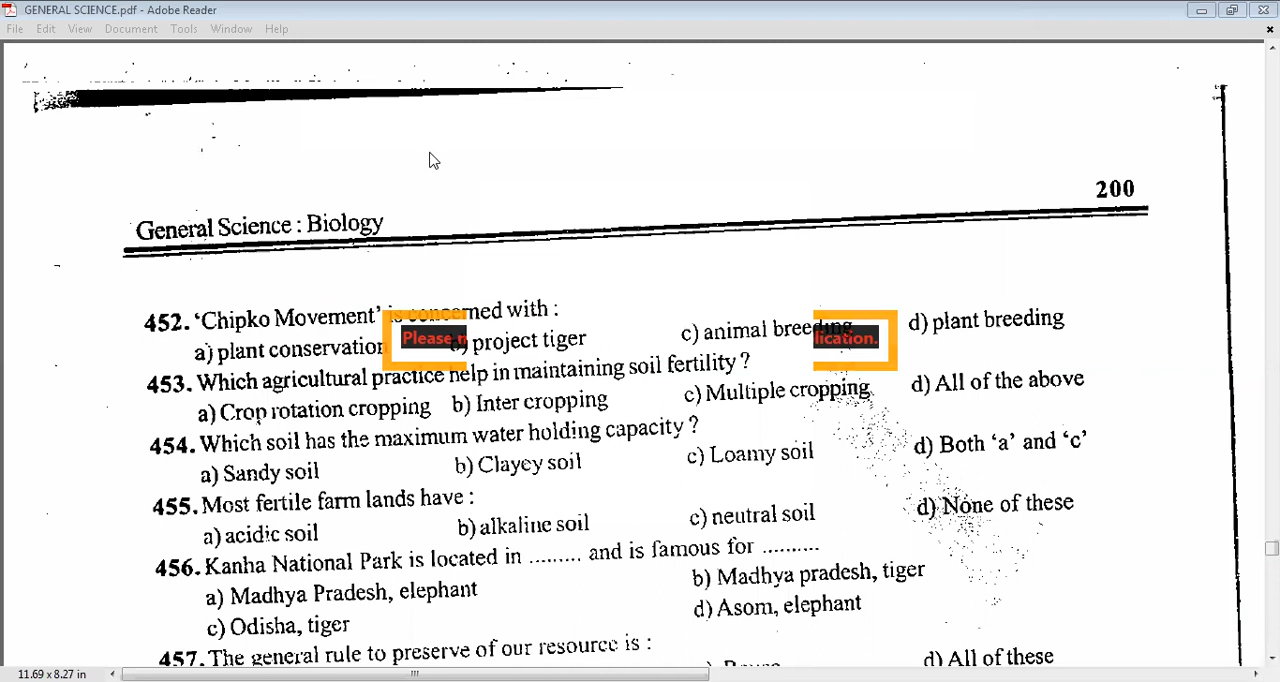 GENERAL SCIENCE.pdf - Adobe Reader
File Edit View Document Tools Window Help
200
General Science : Biology
452. ‘Chipko Movement’ is concerned with :
a) plant conservation b) project tiger c) animal breeding d) plant breeding
Please lication.
453. Which agricultural practice help in maintaining soil fertility ?
a) Crop rotation cropping b) Inter cropping c) Multiple cropping d) All of the above
454. Which soil has the maximum water holding capacity ?
a) Sandy soil b) Clayey soil c) Loamy soil d) Both ‘a’ and ‘c’
455. Most fertile farm lands have :
a) acidic soil b) alkaline soil c) neutral soil d) None of these
456. Kanha National Park is located in ......... and is famous for ..........
a) Madhya Pradesh, elephant b) Madhya pradesh, tiger
c) Odisha, tiger d) Asom, elephant
457. The general rule to preserve of our resource is :
d) All of these
11.69 x 8.27 in